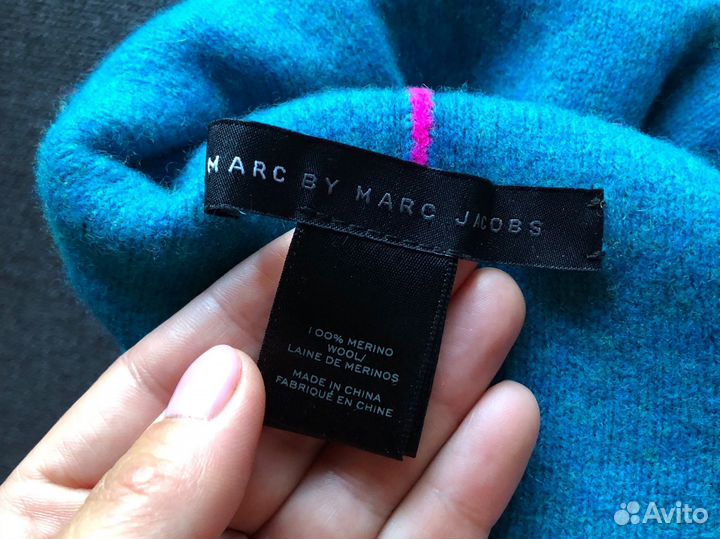 MARC BY MARC JACOBS
100% MERINO
WOOL/
LAINE DE MERINOS
MADE IN CHINA
FABRIQUÉ EN CHINE
Avito